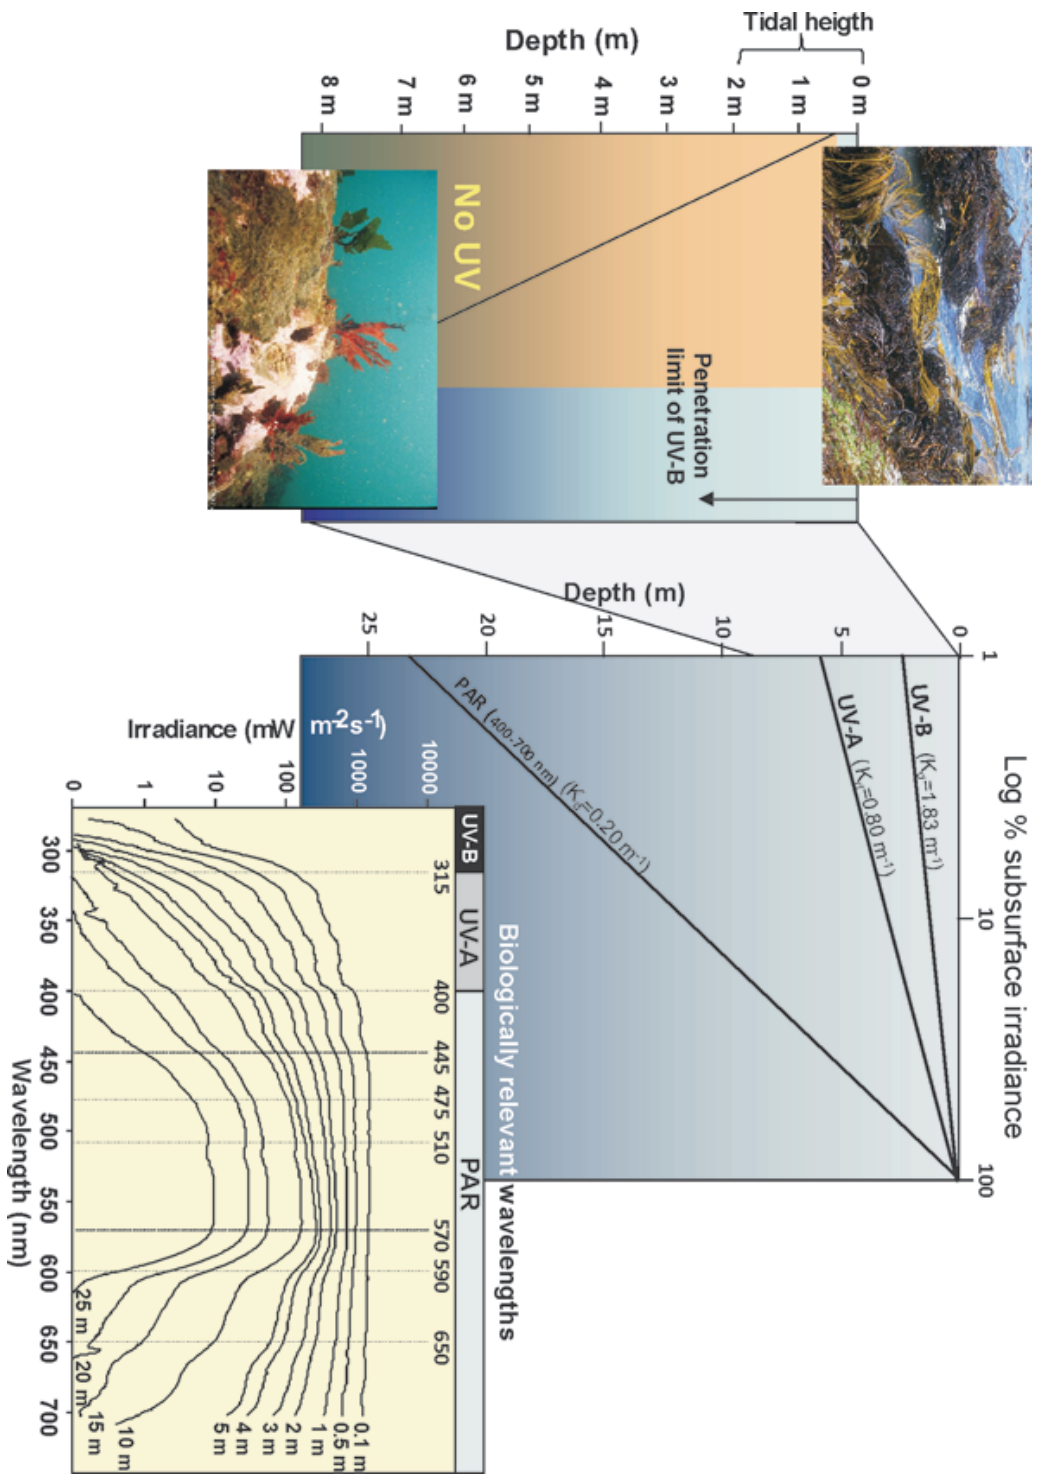 Tidal heigth
Depth (m)
0 m
1 m
2 m
3 m
4 m
5 m
6 m
7 m
8 m
No UV
Penetration
limit of UV-B
Log % subsurface irradiance
1
10
100
Depth (m)
0
5
10
15
20
25
UV-B (Kd=1.83 m-1)
UV-A (Kd=0.80 m-1)
PAR (400-700 nm) (Kd=0.20 m-1)
Biologically relevant wavelengths
UV-B
UV-A
PAR
315
400
445
475
510
570
590
650
Irradiance (mW m-2s-1)
10000
1000
100
10
1
0
0.1 m
0.5 m
1 m
2 m
3 m
4 m
5 m
10 m
15 m
20 m
25 m
300
350
400
450
500
550
600
650
700
Wavelength (nm)